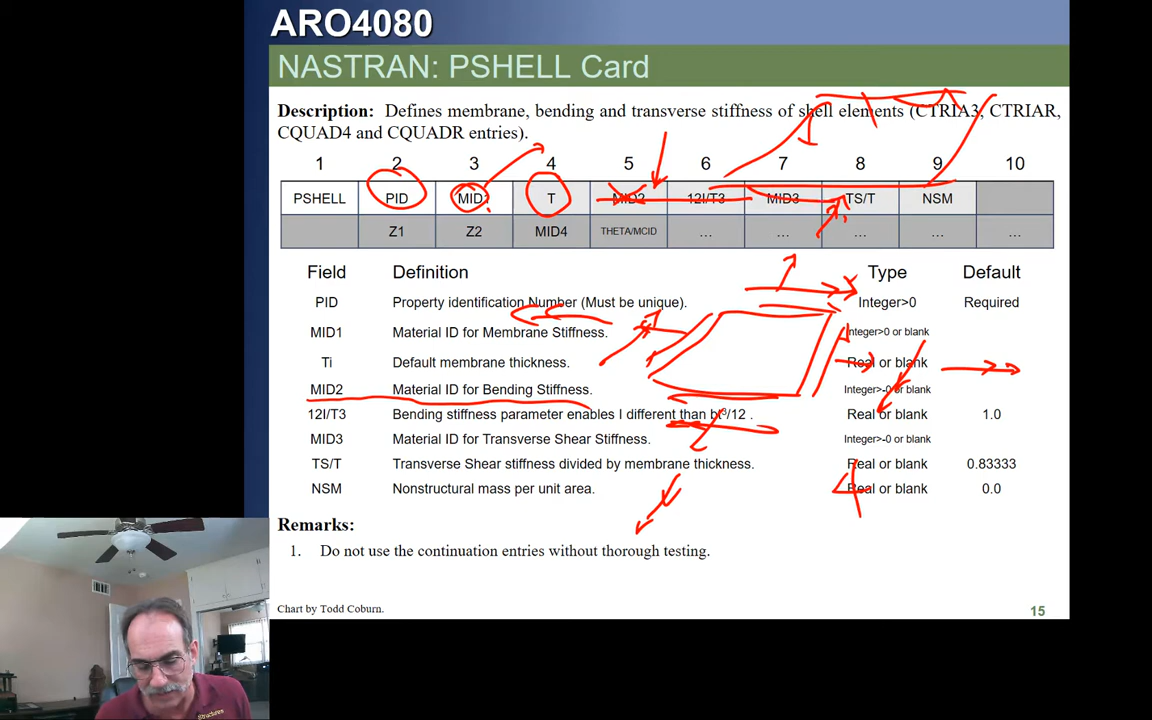 ARO4080
NASTRAN: PSHELL Card
Description: Defines membrane, bending and transverse stiffness of shell elements (CTRIA3, CTRIAR,
CQUAD4 and CQUADR entries).
1 2 3 4 5 6 7 8 9 10
PSHELL PID MID1 T MID2 12I/T3 MID3 TS/T NSM
Z1 Z2 MID4 THETA/MCID ... ... ... ... ...
Field Definition Type Default
PID Property identification Number (Must be unique). Integer>0 Required
MID1 Material ID for Membrane Stiffness. Integer>0 or blank
Ti Default membrane thickness. Real or blank
MID2 Material ID for Bending Stiffness. Integer>-0 or blank
12I/T3 Bending stiffness parameter enables I different than bt³/12 . Real or blank 1.0
MID3 Material ID for Transverse Shear Stiffness. Integer>-0 or blank
TS/T Transverse Shear stiffness divided by membrane thickness. Real or blank 0.83333
NSM Nonstructural mass per unit area. Real or blank 0.0
Remarks:
1. Do not use the continuation entries without thorough testing.
Chart by Todd Coburn.
15
Structures